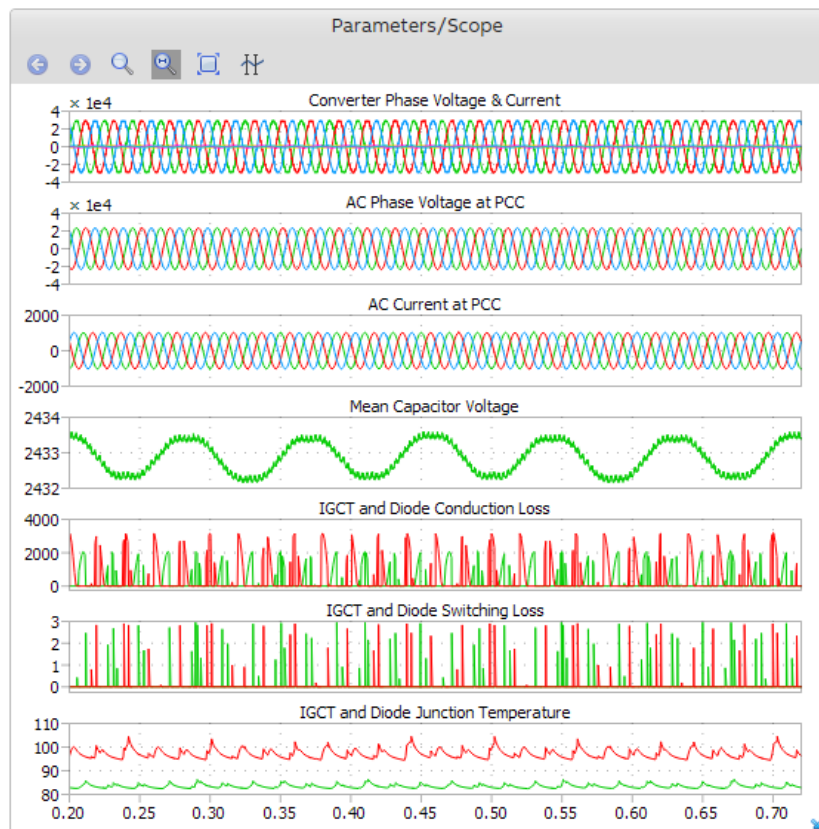 Parameters/Scope
× 1e4
Converter Phase Voltage & Current
4
2
0
-2
-4
× 1e4
AC Phase Voltage at PCC
4
2
0
-2
-4
AC Current at PCC
2000
0
-2000
Mean Capacitor Voltage
2434
2433
2432
IGCT and Diode Conduction Loss
4000
2000
0
IGCT and Diode Switching Loss
3
2
1
0
IGCT and Diode Junction Temperature
110
100
90
80
0.20 0.25 0.30 0.35 0.40 0.45 0.50 0.55 0.60 0.65 0.70